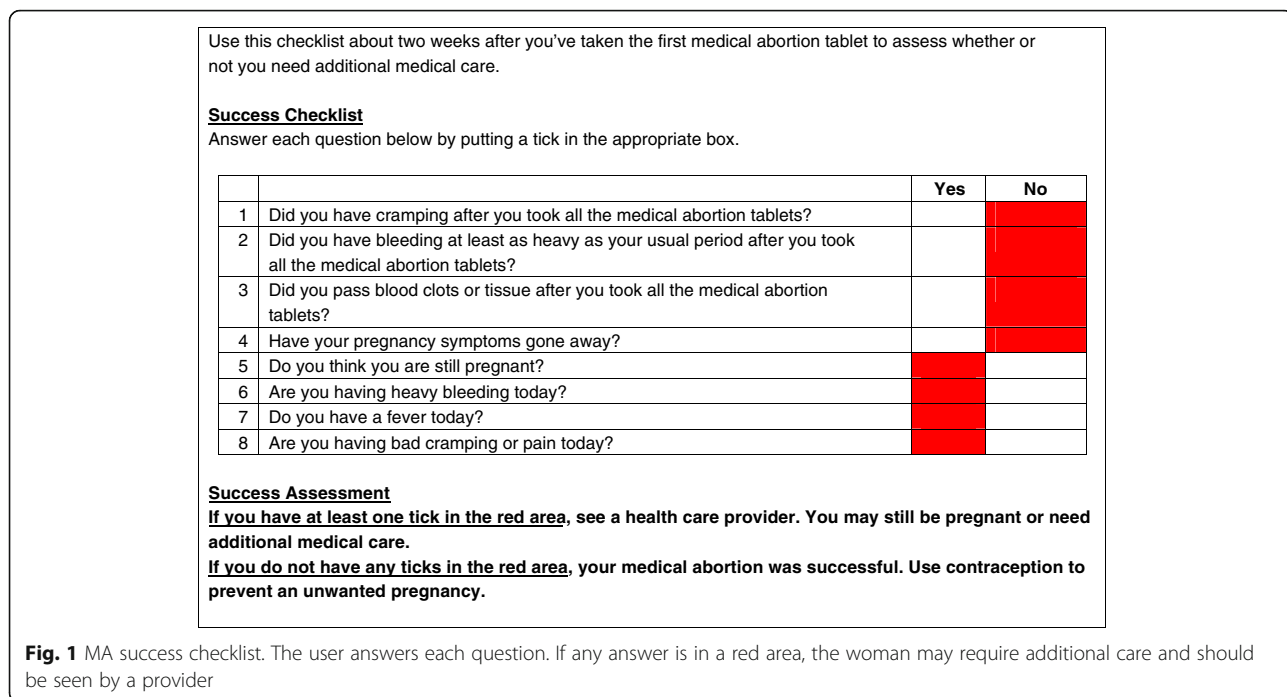 Use this checklist about two weeks after you've taken the first medical abortion tablet to assess whether or
not you need additional medical care.
Success Checklist
Answer each question below by putting a tick in the appropriate box.
Yes No
1 Did you have cramping after you took all the medical abortion tablets?
2 Did you have bleeding at least as heavy as your usual period after you took
all the medical abortion tablets?
3 Did you pass blood clots or tissue after you took all the medical abortion
tablets?
4 Have your pregnancy symptoms gone away?
5 Do you think you are still pregnant?
6 Are you having heavy bleeding today?
7 Do you have a fever today?
8 Are you having bad cramping or pain today?
Success Assessment
If you have at least one tick in the red area, see a health care provider. You may still be pregnant or need
additional medical care.
If you do not have any ticks in the red area, your medical abortion was successful. Use contraception to
prevent an unwanted pregnancy.
Fig. 1 MA success checklist. The user answers each question. If any answer is in a red area, the woman may require additional care and should
be seen by a provider